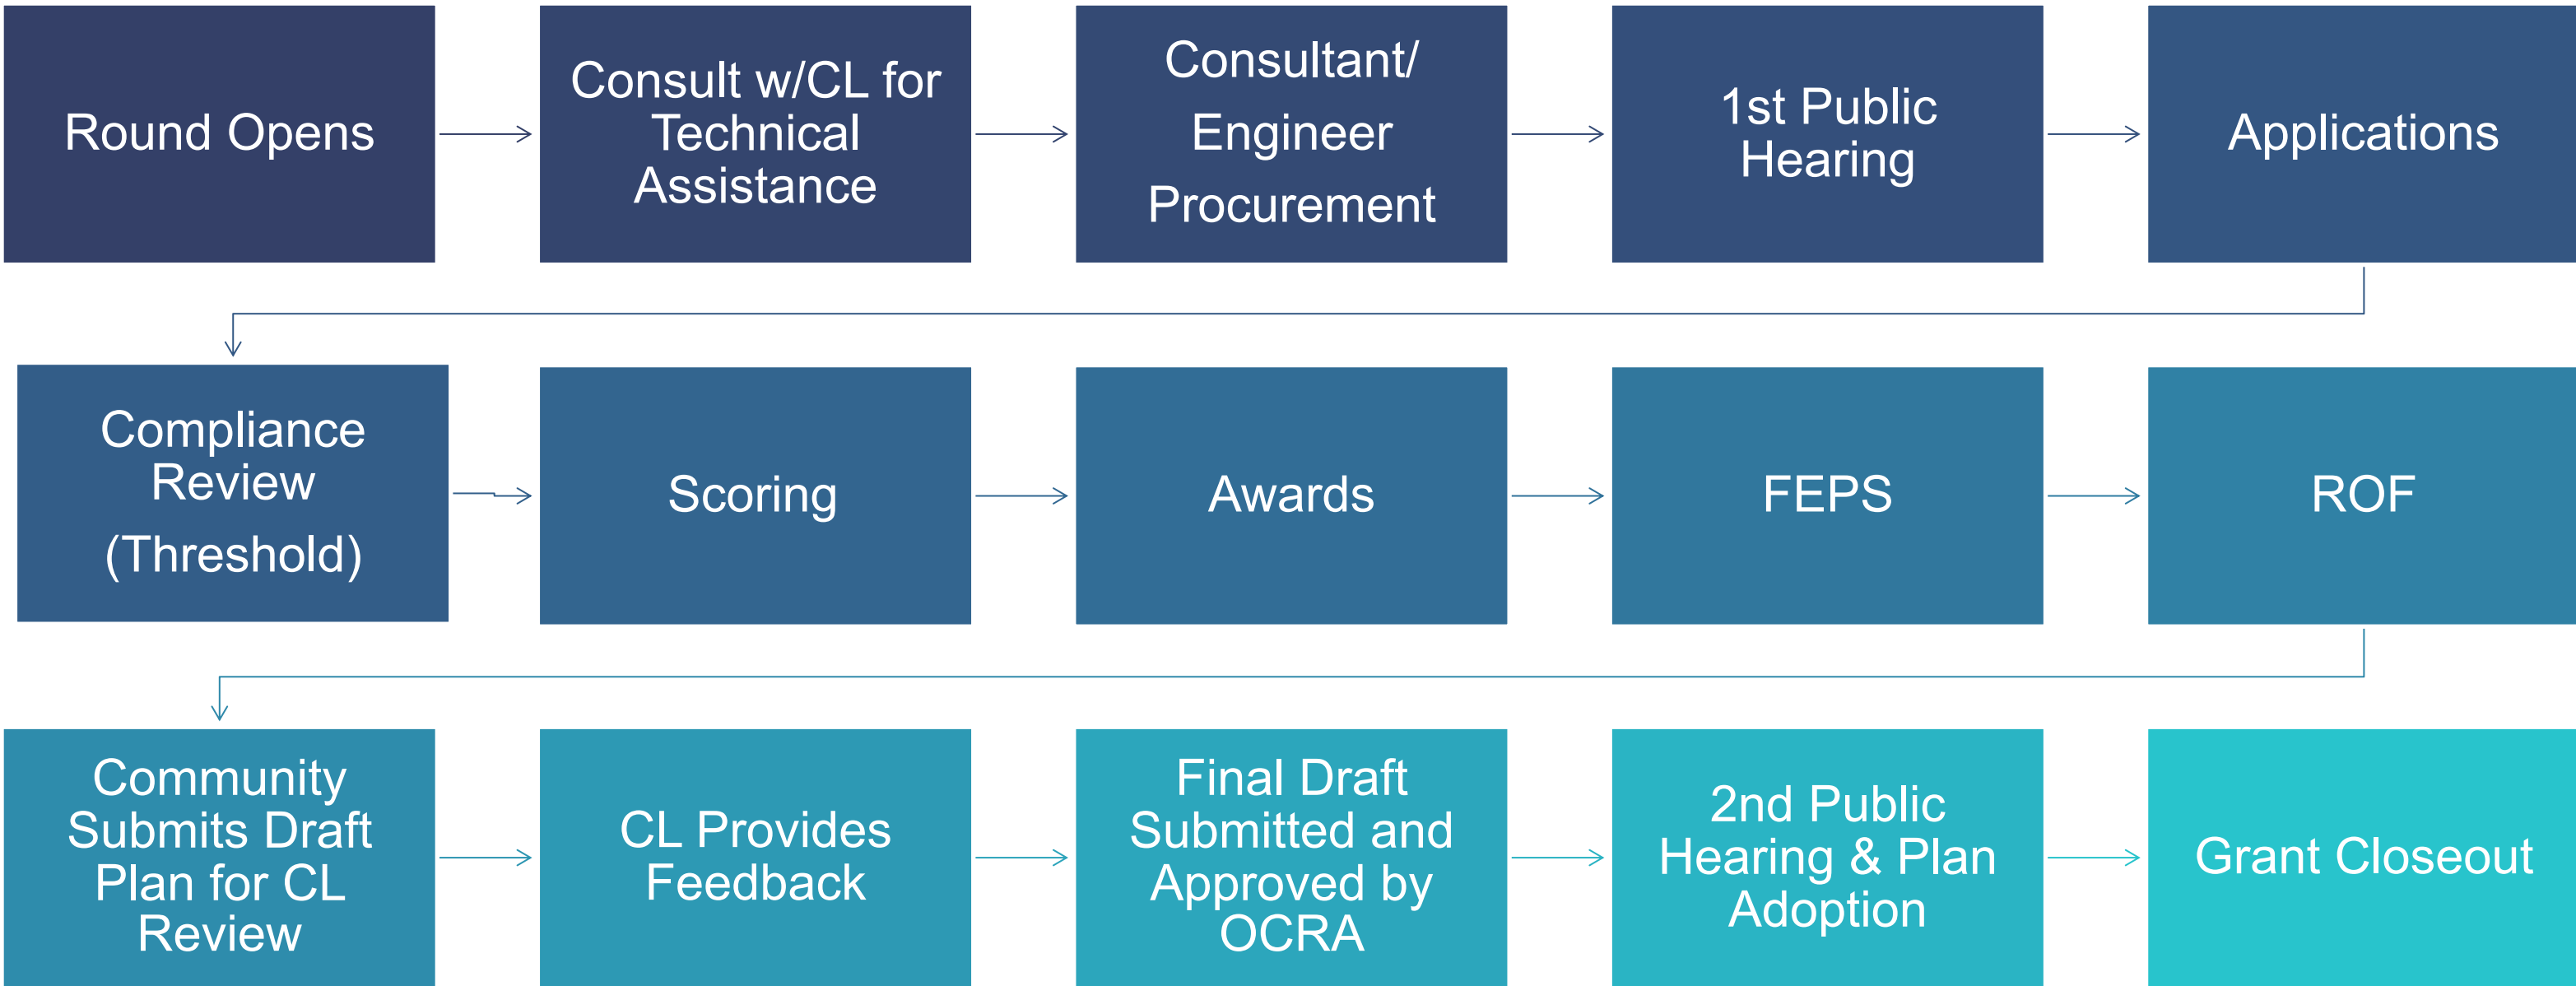 Round Opens
Consult w/CL for
Technical
Assistance
Consultant/
Engineer
Procurement
1st Public
Hearing
Applications
Compliance
Review
(Threshold)
Scoring
Awards
FEPS
ROF
Community
Submits Draft
Plan for CL
Review
CL Provides
Feedback
Final Draft
Submitted and
Approved by
OCRA
2nd Public
Hearing & Plan
Adoption
Grant Closeout